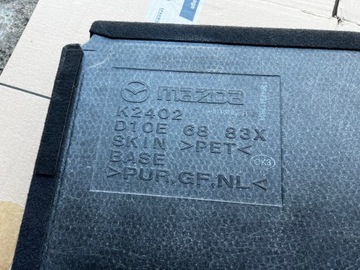 mazda
K2402
D10E 68 83X
SKIN >PET<
BASE
>PUR.GF.NL<